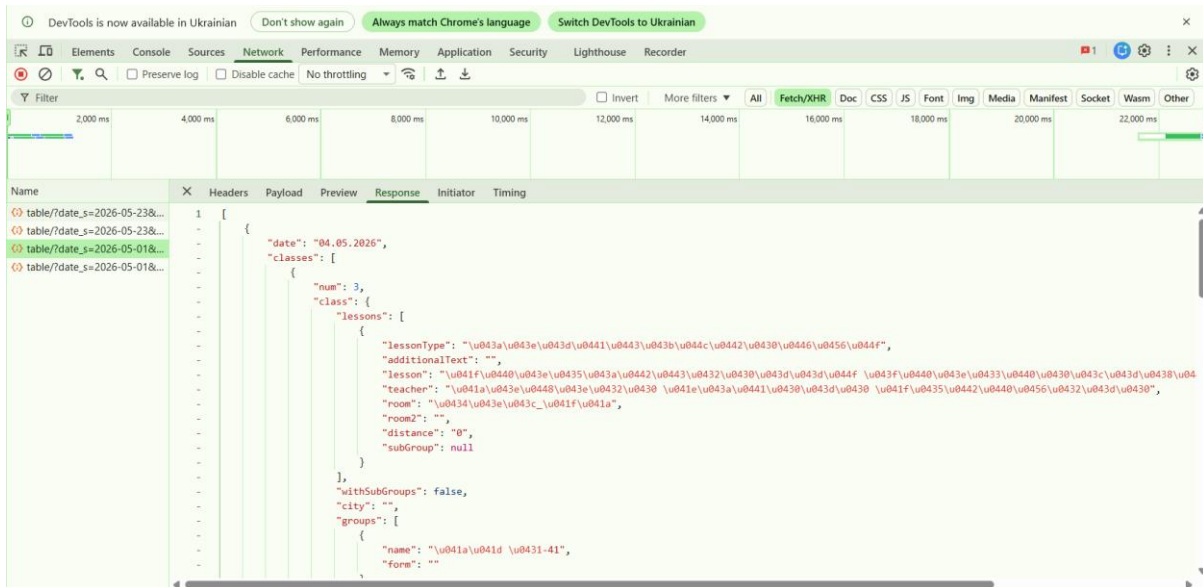 DevTools is now available in Ukrainian Don't show again Always match Chrome's language Switch DevTools to Ukrainian
Elements Console Sources Network Performance Memory Application Security Lighthouse Recorder 1
Preserve log Disable cache No throttling
Filter Invert More filters All Fetch/XHR Doc CSS JS Font Img Media Manifest Socket Wasm Other
2,000 ms 4,000 ms 6,000 ms 8,000 ms 10,000 ms 12,000 ms 14,000 ms 16,000 ms 18,000 ms 20,000 ms 22,000 ms
Name Headers Payload Preview Response Initiator Timing
table/?date_s=2026-05-23&...
table/?date_s=2026-05-23&...
table/?date_s=2026-05-01&...
table/?date_s=2026-05-01&...
1 [
- {
- "date": "04.05.2026",
- "classes": [
- {
- "num": 3,
- "class": {
- "lessons": [
- {
- "lessonType": "\u043a\u043e\u043d\u0441\u0443\u043b\u044c\u0442\u0430\u0446\u0456\u044f",
- "additionalText": "",
- "lesson": "\u041f\u0440\u043e\u0435\u043a\u0442\u0443\u0432\u0430\u043d\u043d\u044f \u043f\u0440\u043e\u0433\u0440\u0430\u043c\u043d\u0438\u04
- "teacher": "\u041a\u043e\u0448\u043e\u0432\u0430 \u041e\u043a\u0441\u0430\u043d\u0430 \u041f\u0435\u0442\u0440\u0456\u0432\u043d\u0430",
- "room": "\u0434\u043e\u043c_\u041f\u041a",
- "room2": "",
- "distance": "0",
- "subGroup": null
- }
- ],
- "withSubGroups": false,
- "city": "",
- "groups": [
- {
- "name": "\u041a\u041d \u0431-41",
- "form": ""